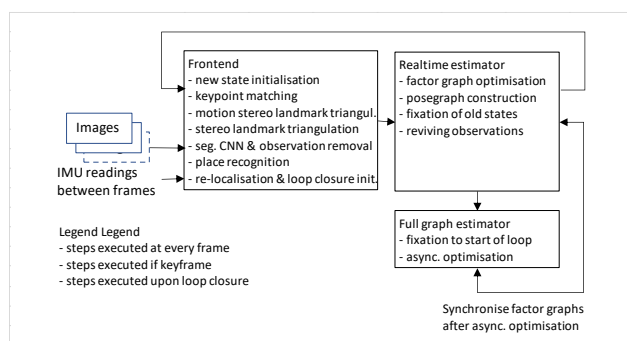 Frontend
- new state initialisation
- keypoint matching
- motion stereo landmark triangul.
- stereo landmark triangulation
- seg. CNN & observation removal
- place recognition
- re-localisation & loop closure init.
Realtime estimator
- factor graph optimisation
- posegraph construction
- fixation of old states
- reviving observations
Images
IMU readings
between frames
Full graph estimator
- fixation to start of loop
- async. optimisation
Legend Legend
- steps executed at every frame
- steps executed if keyframe
- steps executed upon loop closure
Synchronise factor graphs
after async. optimisation